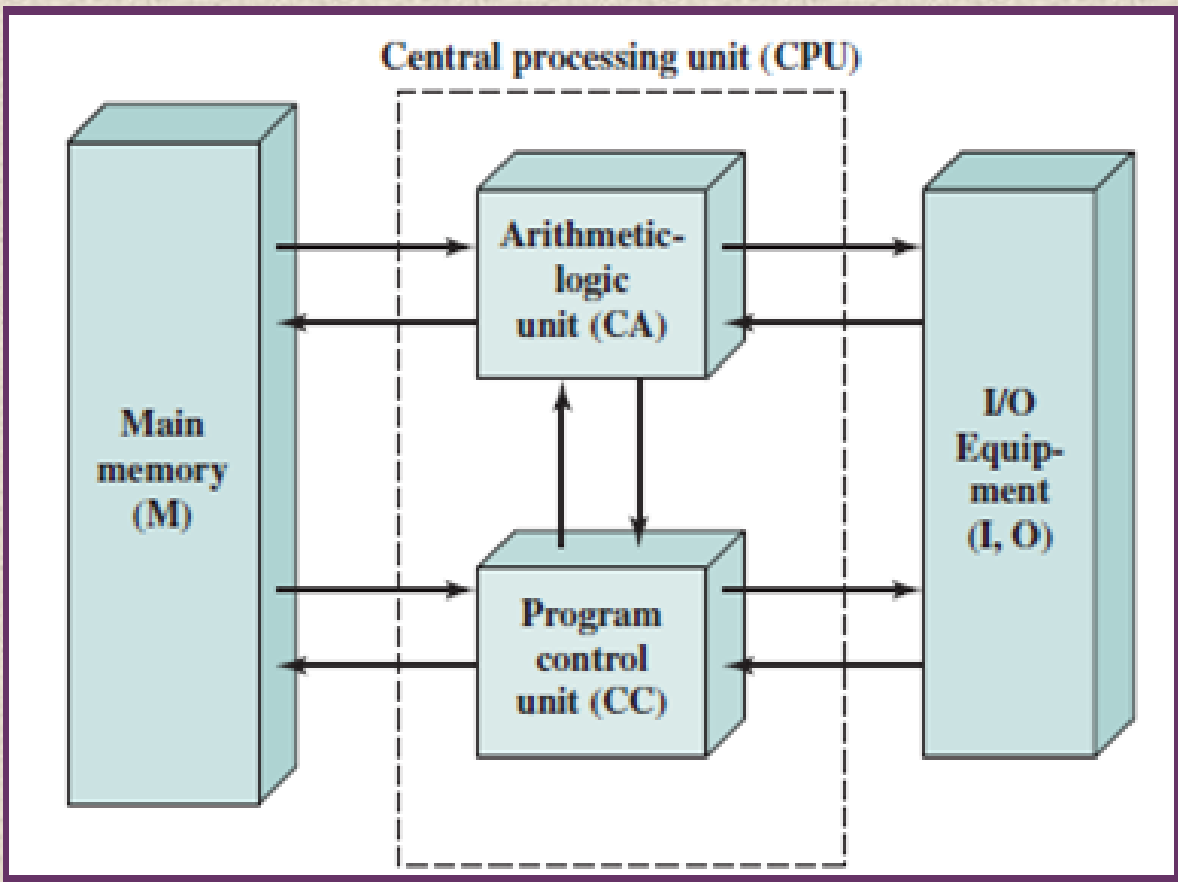 Central processing unit (CPU)
Arithmetic-
logic
unit (CA)
Main
memory
(M)
I/O
Equip-
ment
(I, O)
Program
control
unit (CC)